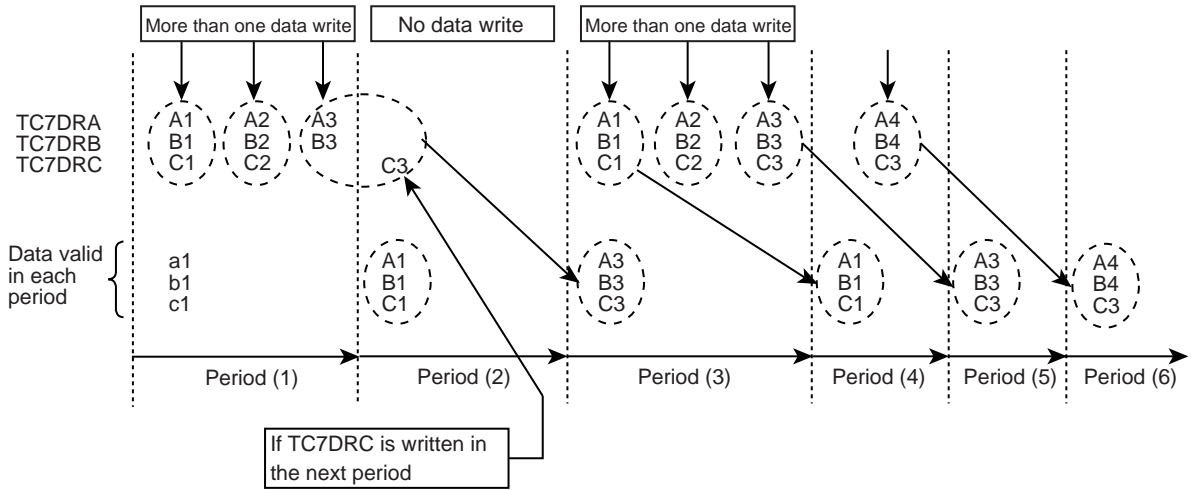 More than one data write
No data write
More than one data write
TC7DRA
TC7DRB
TC7DRC
A1
B1
C1
A2
B2
C2
A3
B3
C3
A1
B1
C1
A2
B2
C2
A3
B3
C3
A4
B4
C3
Data valid
in each
period
a1
b1
c1
A1
B1
C1
A3
B3
C3
A1
B1
C1
A3
B3
C3
A4
B4
C3
Period (1)
Period (2)
Period (3)
Period (4)
Period (5)
Period (6)
If TC7DRC is written in
the next period